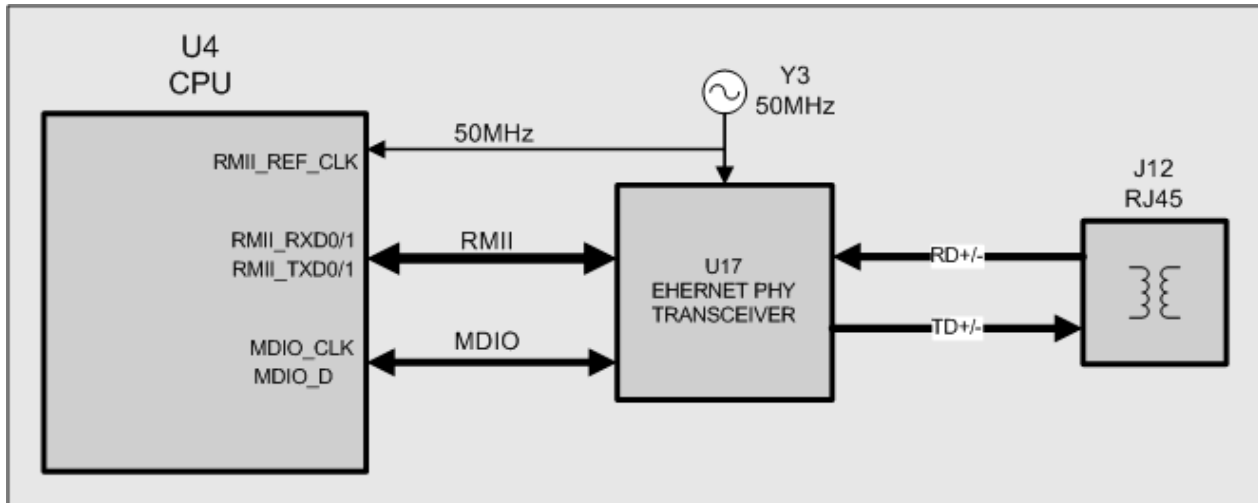 U4
CPU
Y3
50MHz
50MHz
RMII_REF_CLK
J12
RJ45
RMII_RXD0/1
RMII_TXD0/1
RMII
RD+/-
U17
EHERNET PHY
TRANSCEIVER
TD+/-
MDIO_CLK
MDIO_D
MDIO